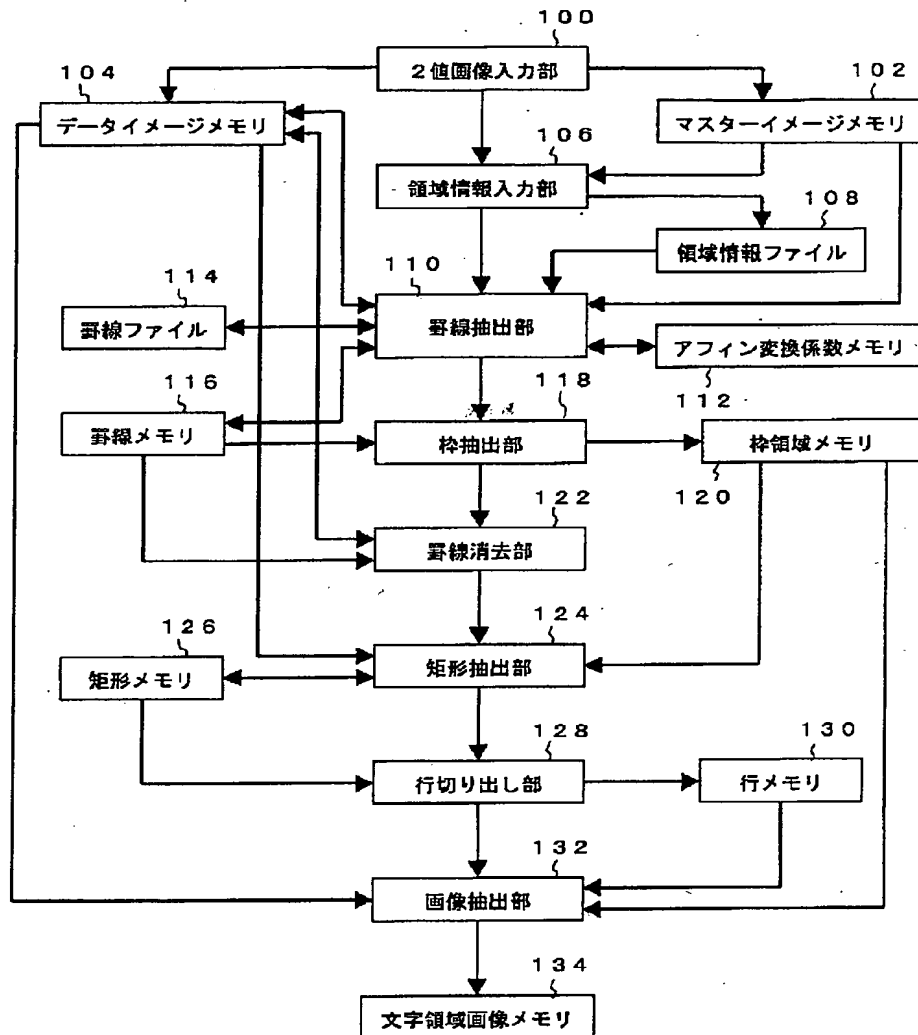 １００
２値画像入力部
１０４
データイメージメモリ
１０２
マスターイメージメモリ
１０６
領域情報入力部
１０８
領域情報ファイル
１１０
罫線抽出部
１１４
罫線ファイル
アフィン変換係数メモリ
１１２
１１６
罫線メモリ
１１８
枠抽出部
枠領域メモリ
１２０
１２２
罫線消去部
１２４
矩形抽出部
１２６
矩形メモリ
１２８
行切り出し部
１３０
行メモリ
１３２
画像抽出部
１３４
文字領域画像メモリ